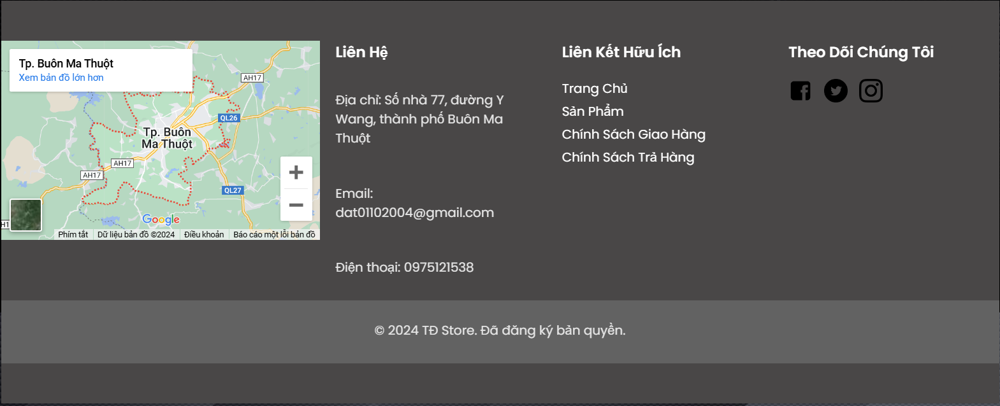 Tp. Buôn Ma Thuột
Xem bản đồ lớn hơn
AH17
QL26
Tp. Buôn
Ma Thuột
AH17
AH17
QL27
H1
Google
Phím tắt
Dữ liệu bản đồ ©2024
Điều khoản
Báo cáo một lỗi bản đồ
Liên Hệ
Địa chỉ: Số nhà 77, đường Y
Wang, thành phố Buôn Ma
Thuột
Email:
dat01102004@gmail.com
Điện thoại: 0975121538
Liên Kết Hữu Ích
Trang Chủ
Sản Phẩm
Chính Sách Giao Hàng
Chính Sách Trả Hàng
Theo Dõi Chúng Tôi
© 2024 TĐ Store. Đã đăng ký bản quyền.